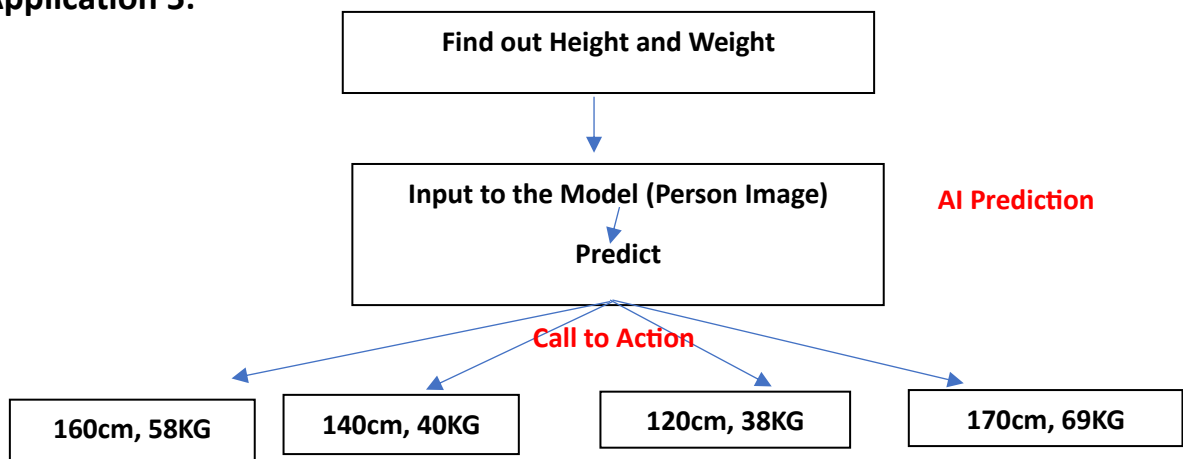 Application 5:
Find out Height and Weight
Input to the Model (Person Image)
AI Prediction
Predict
Call to Action
160cm, 58KG
140cm, 40KG
120cm, 38KG
170cm, 69KG